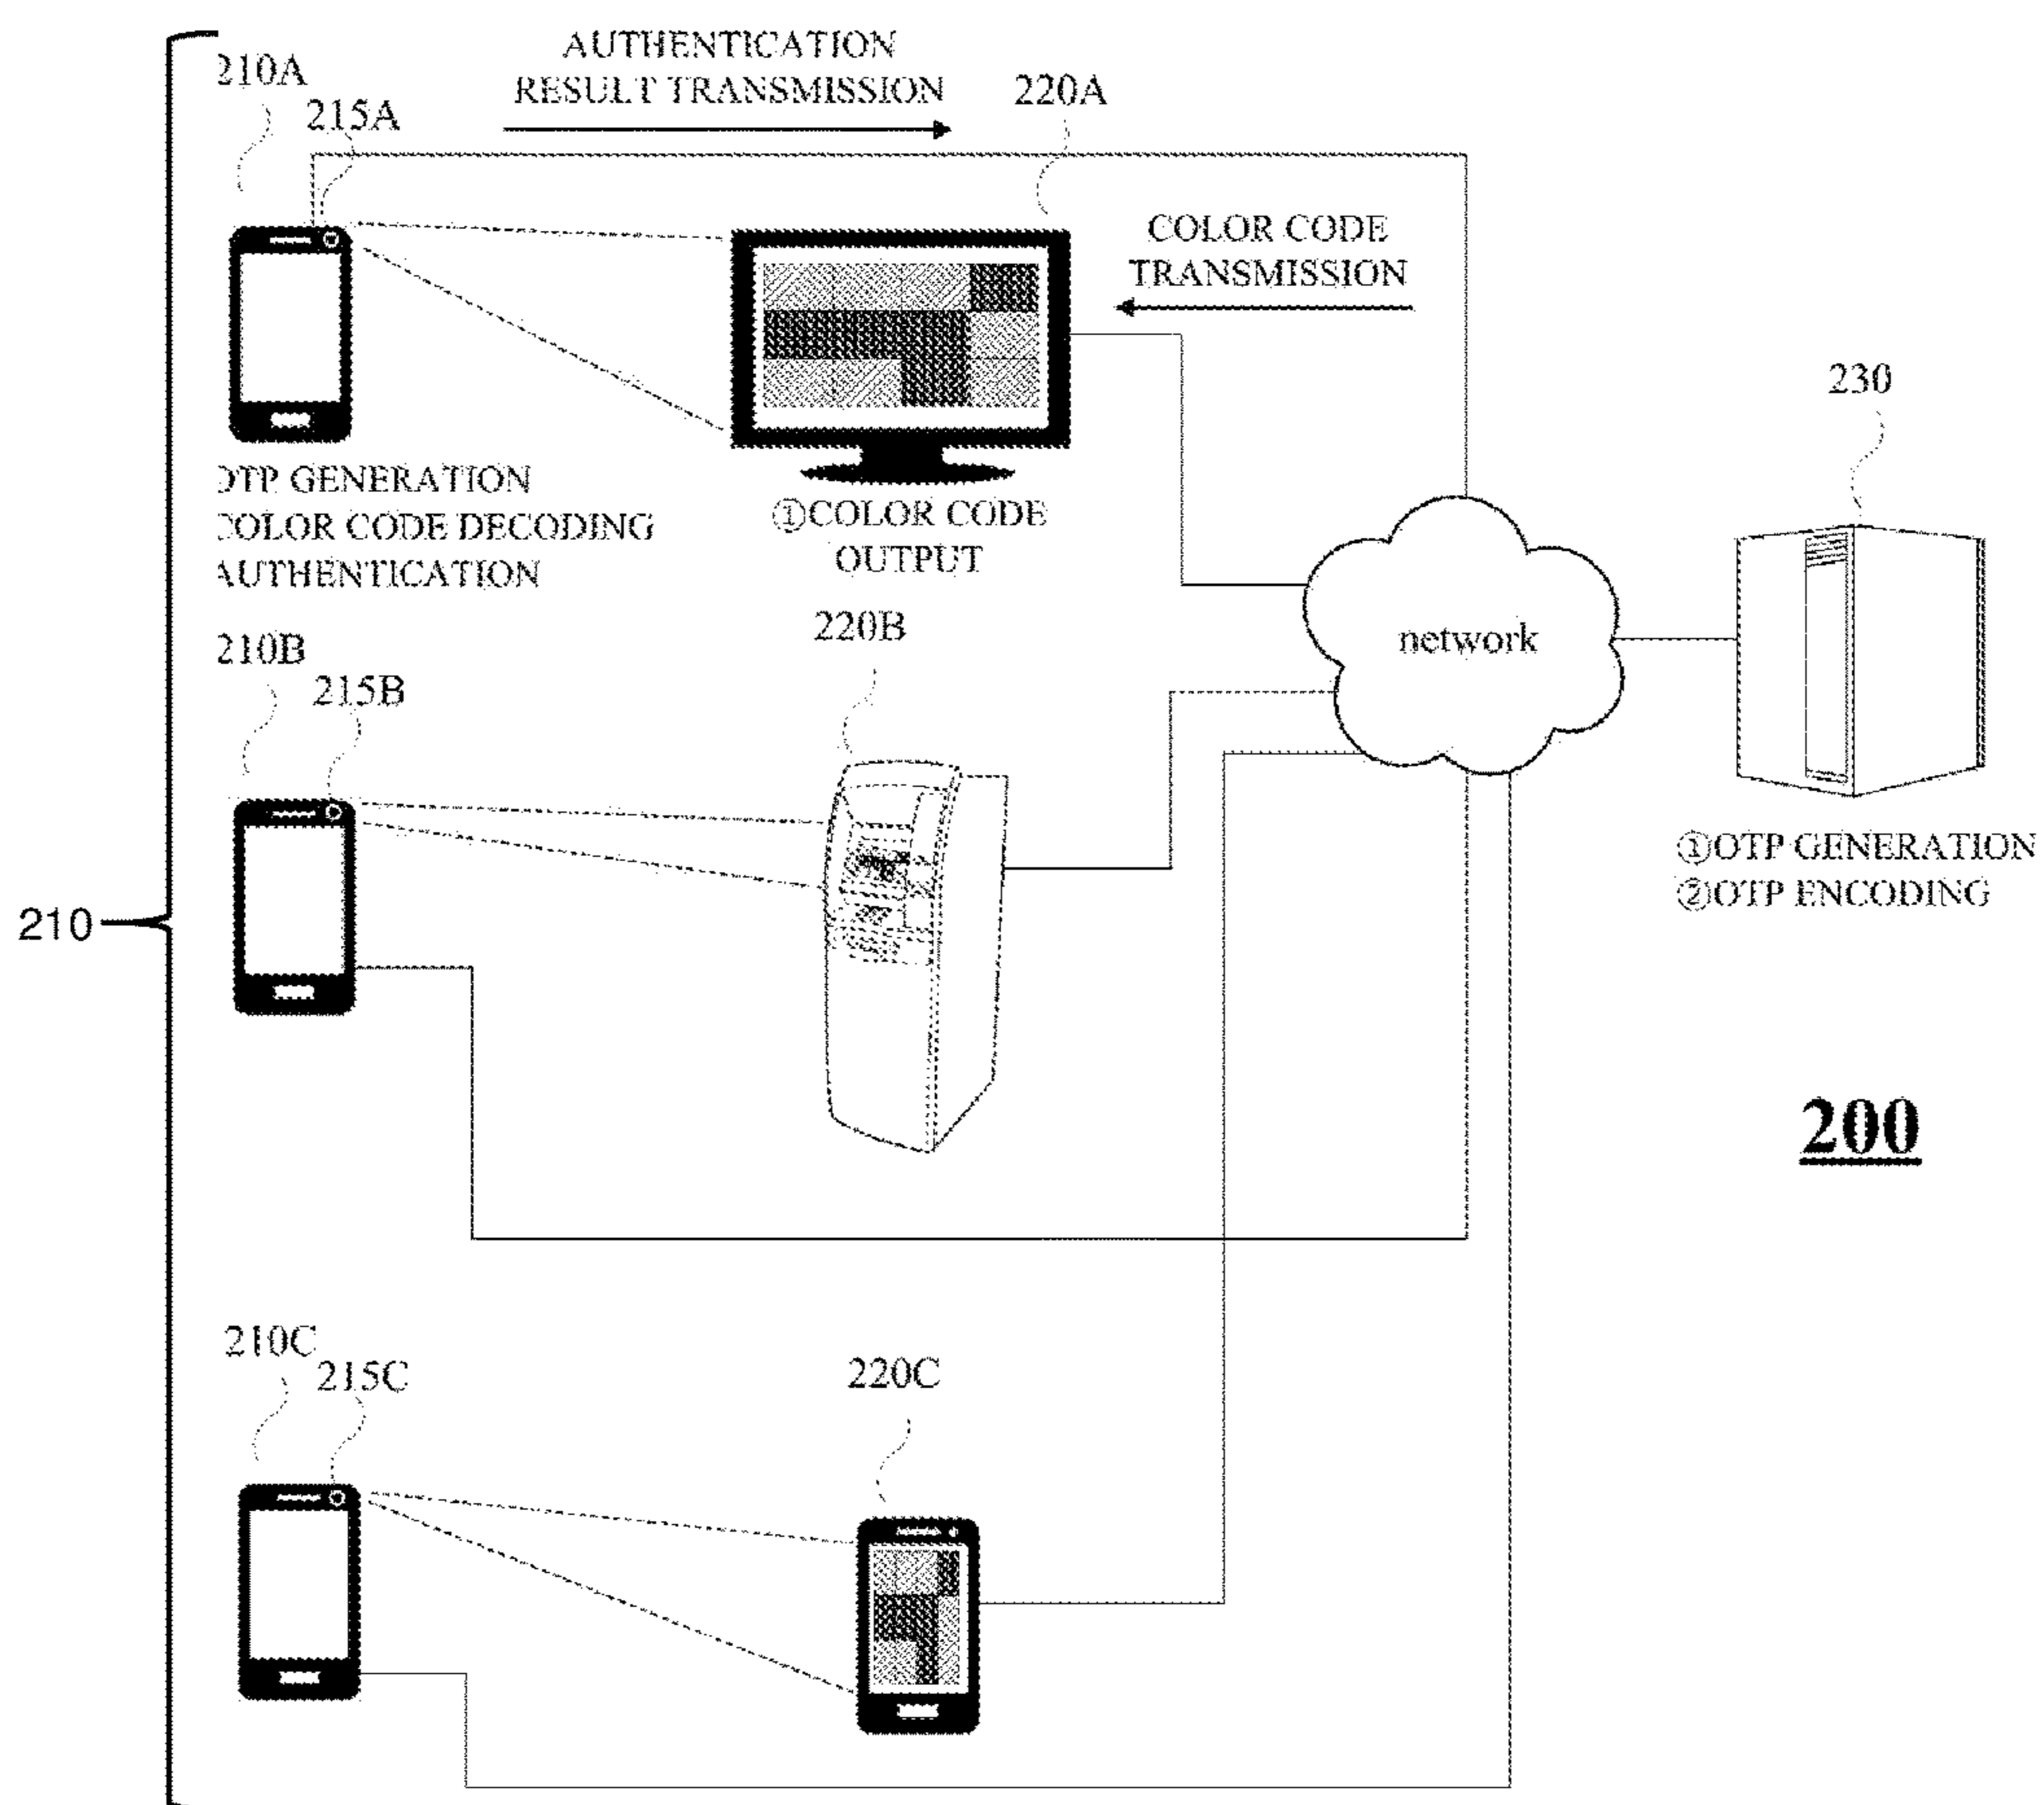 AUTHENTICATION
RESULT TRANSMISSION
210A
215A
220A
COLOR CODE
TRANSMISSION
230
OTP GENERATION
COLOR CODE DECODING
AUTHENTICATION
①COLOR CODE
OUTPUT
network
210B
215B
220B
①OTP GENERATION
②OTP ENCODING
210
200
210C
215C
220C